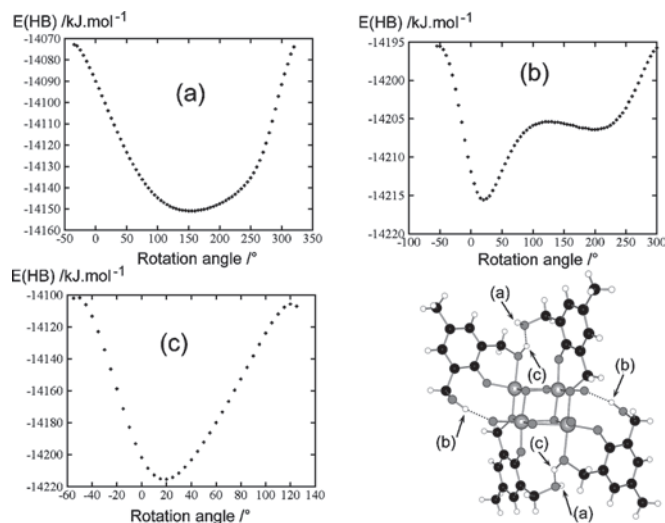 E(HB) /kJ.mol⁻¹
-14070
-14080
-14090
-14100
-14110
-14120
-14130
-14140
-14150
-14160
(a)
-50 0 50 100 150 200 250 300 350
Rotation angle /°
E(HB) /kJ.mol⁻¹
-14195
-14200
-14205
-14210
-14215
-14220
(b)
-100 -50 0 50 100 150 200 250 300
Rotation angle /°
E(HB) /kJ.mol⁻¹
-14100
-14120
-14140
-14160
-14180
-14200
-14220
(c)
-60 -40 -20 0 20 40 60 80 100 120 140
Rotation angle /°
(a)
(c)
(b)
(b)
(c)
(a)